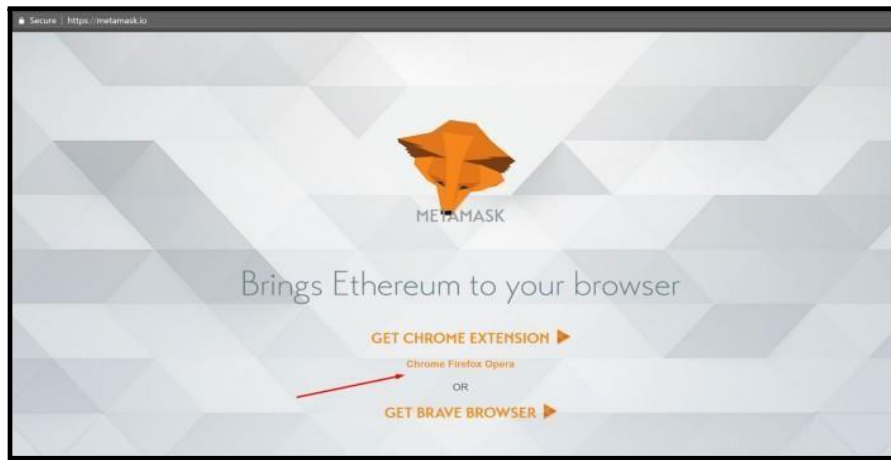 Secure | https://metamask.io
METAMASK
Brings Ethereum to your browser
GET CHROME EXTENSION
Chrome Firefox Opera
OR
GET BRAVE BROWSER